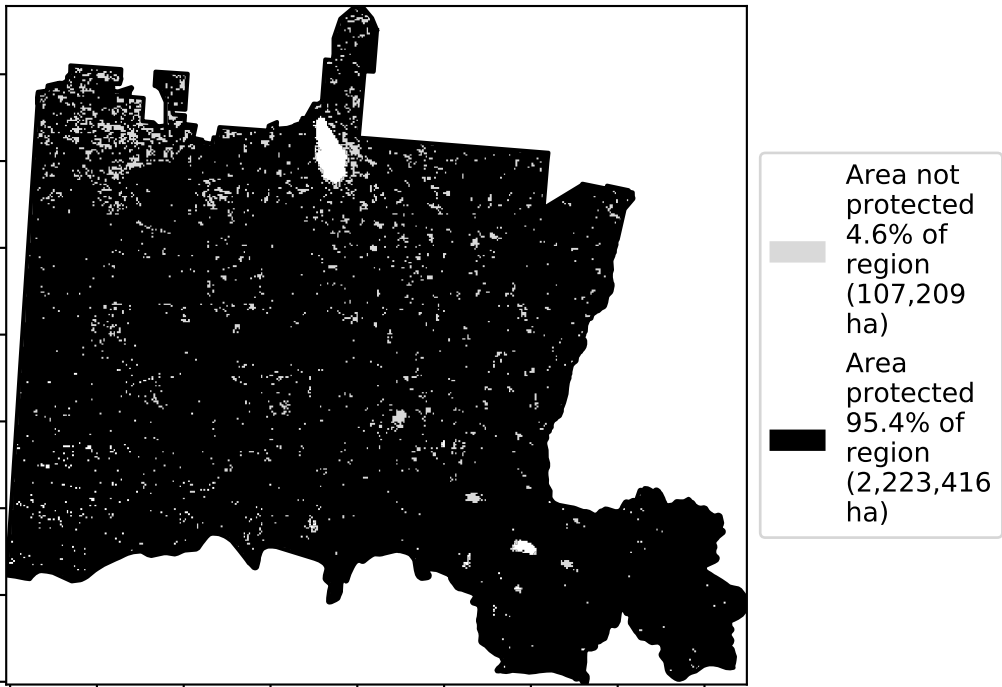 Area not
protected
4.6% of
region
(107,209
ha)
Area
protected
95.4% of
region
(2,223,416
ha)